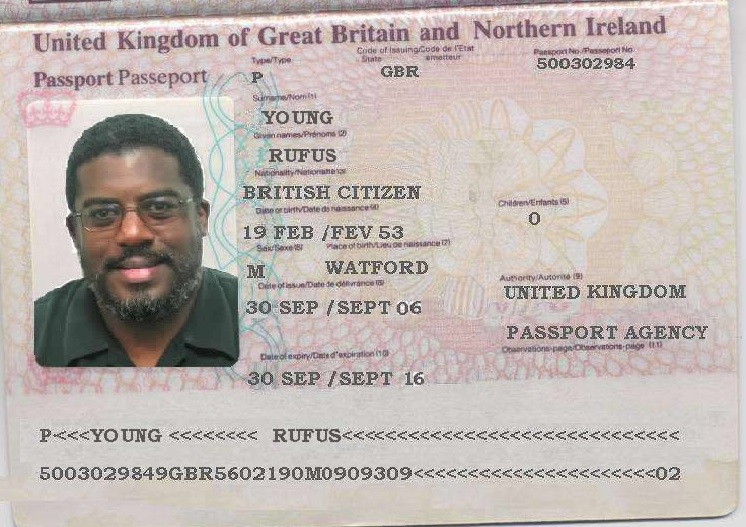 United Kingdom of Great Britain and Northern Ireland
Passport Passeport
Type/Type
Code of Issuing/Code de l'Etat
State émetteur
Passport No./Passeport No
P
GBR
500302984
Surname/Nom (1)
YOUNG
Given names/Prénoms (2)
RUFUS
Nationality/Nationalité (3)
BRITISH CITIZEN
Date of birth/Date de naissance (4)
Children/Enfants (5)
19 FEB /FEV 53
0
Sex/Sexe (6) Place of birth/Lieu de naissance (7)
M WATFORD
Date of issue/Date de délivrance (8)
Authority/Autorité (9)
30 SEP /SEPT 06
UNITED KINGDOM
PASSPORT AGENCY
Date of expiry/Date d'expiration (10)
Observations-page/Observations-page (11)
30 SEP /SEPT 16
P<<<YOUNG <<<<<<<< RUFUS<<<<<<<<<<<<<<<<<<<<<<<<<<<<<<
5003029849GBR5602190M0909309<<<<<<<<<<<<<<<<<<<<<<02